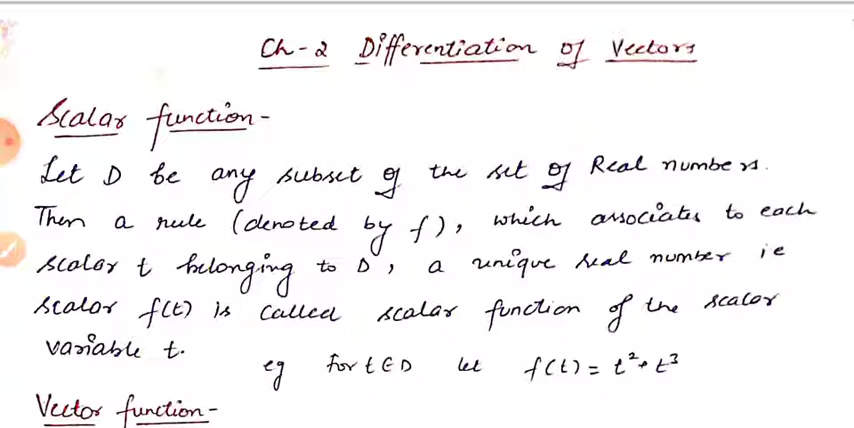 Ch-2 Differentiation of Vectors
Scalar function-
Let D be any subset of the set of Real numbers.
Then a rule (denoted by f), which associates to each
scalar t belonging to D, a unique real number ie
scalar f(t) is called scalar function of the scalar
variable t.
eg for t∈D let f(t) = t²+t³
Vector function-